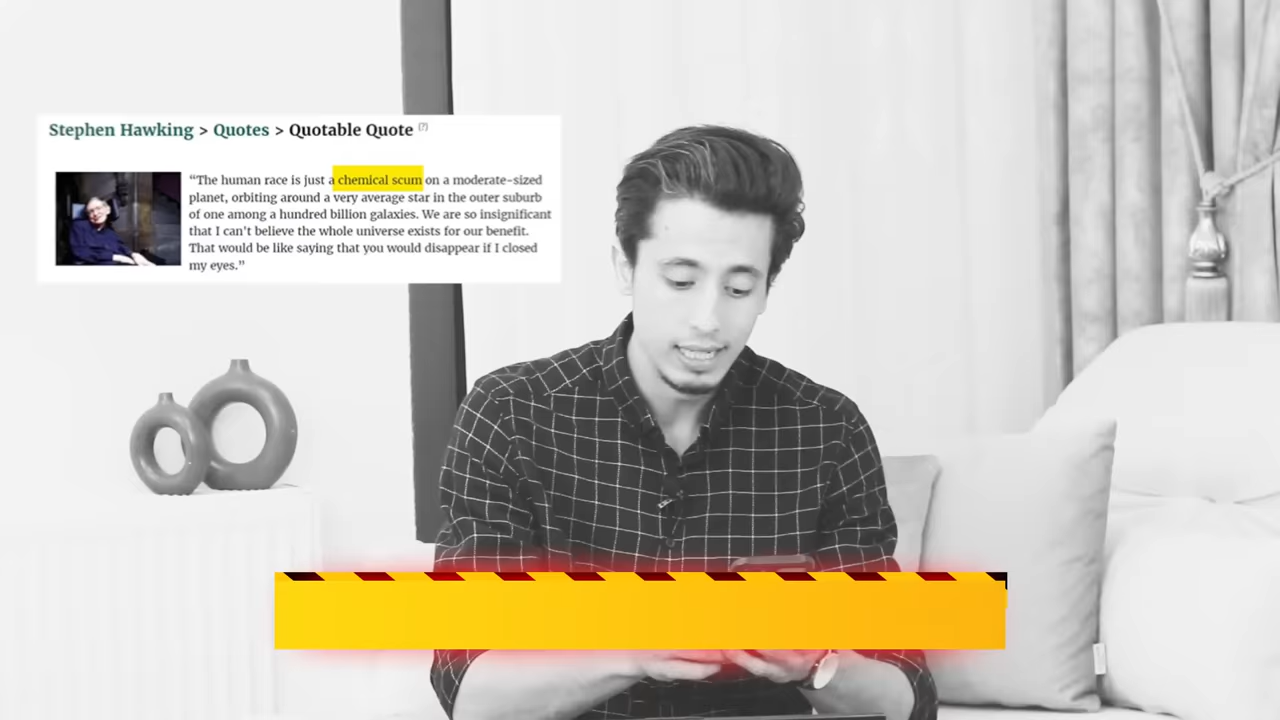 Stephen Hawking > Quotes > Quotable Quote (?)
“The human race is just a chemical scum on a moderate-sized
planet, orbiting around a very average star in the outer suburb
of one among a hundred billion galaxies. We are so insignificant
that I can't believe the whole universe exists for our benefit.
That would be like saying that you would disappear if I closed
my eyes.”